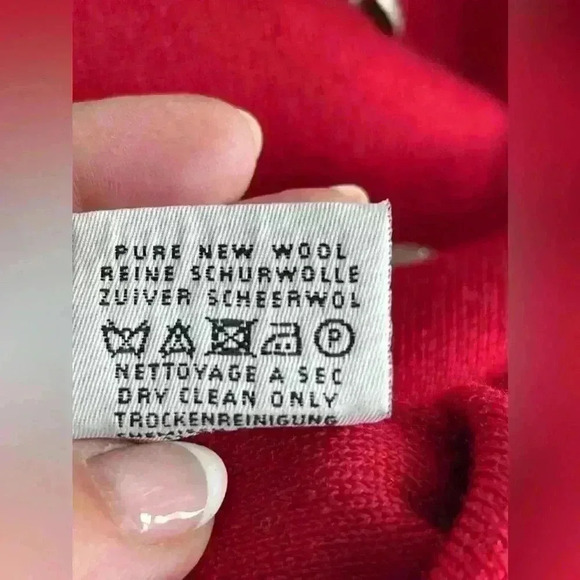 PURE NEW WOOL
REINE SCHURWOLLE
ZUIVER SCHEERWOL
P
NETTOYAGE A SEC
DRY CLEAN ONLY
TROCKENREINIGUNG